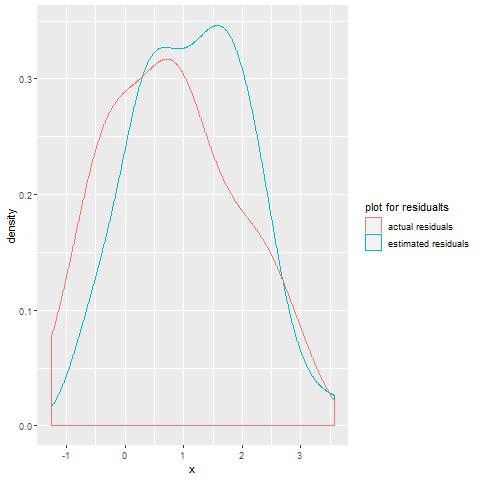 0.3
0.2
0.1
0.0
density
-1 0 1 2 3
x
plot for residualts
actual residuals
estimated residuals